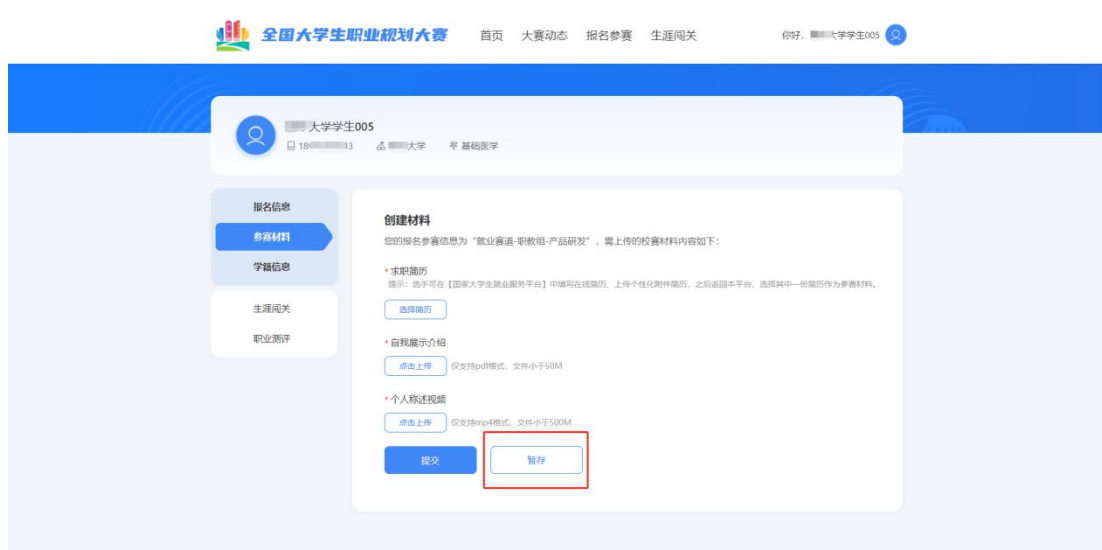 全国大学生职业规划大赛 首页 大赛动态 报名参赛 生涯闯关 你好, 大学学生005
大学学生005
18 33 大学 基础医学
报名信息
参赛材料
学籍信息
生涯闯关
职业测评
创建材料
您的报名参赛信息为“就业赛道-职教组-产品研发”，需上传的校赛材料内容如下：
* 求职简历
提示：选手可在【国家大学生就业服务平台】中填写在线简历、上传个性化附件简历，之后返回本平台，选择其中一份简历作为参赛材料。
选择简历
* 自我展示介绍
点击上传 仅支持pdf格式，文件小于50M
* 个人称述视频
点击上传 仅支持mp4格式，文件小于500M
提交 暂存